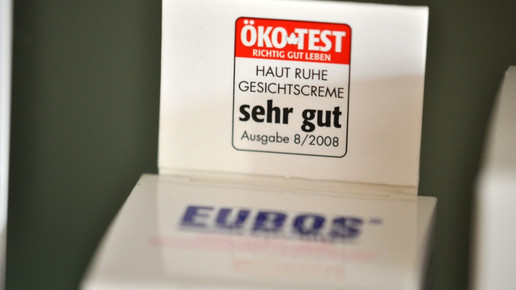 ÖKO TEST
RICHTIG GUT LEBEN
HAUT RUHE
GESICHTSCREME
sehr gut
Ausgabe 8/2008
EUBOS